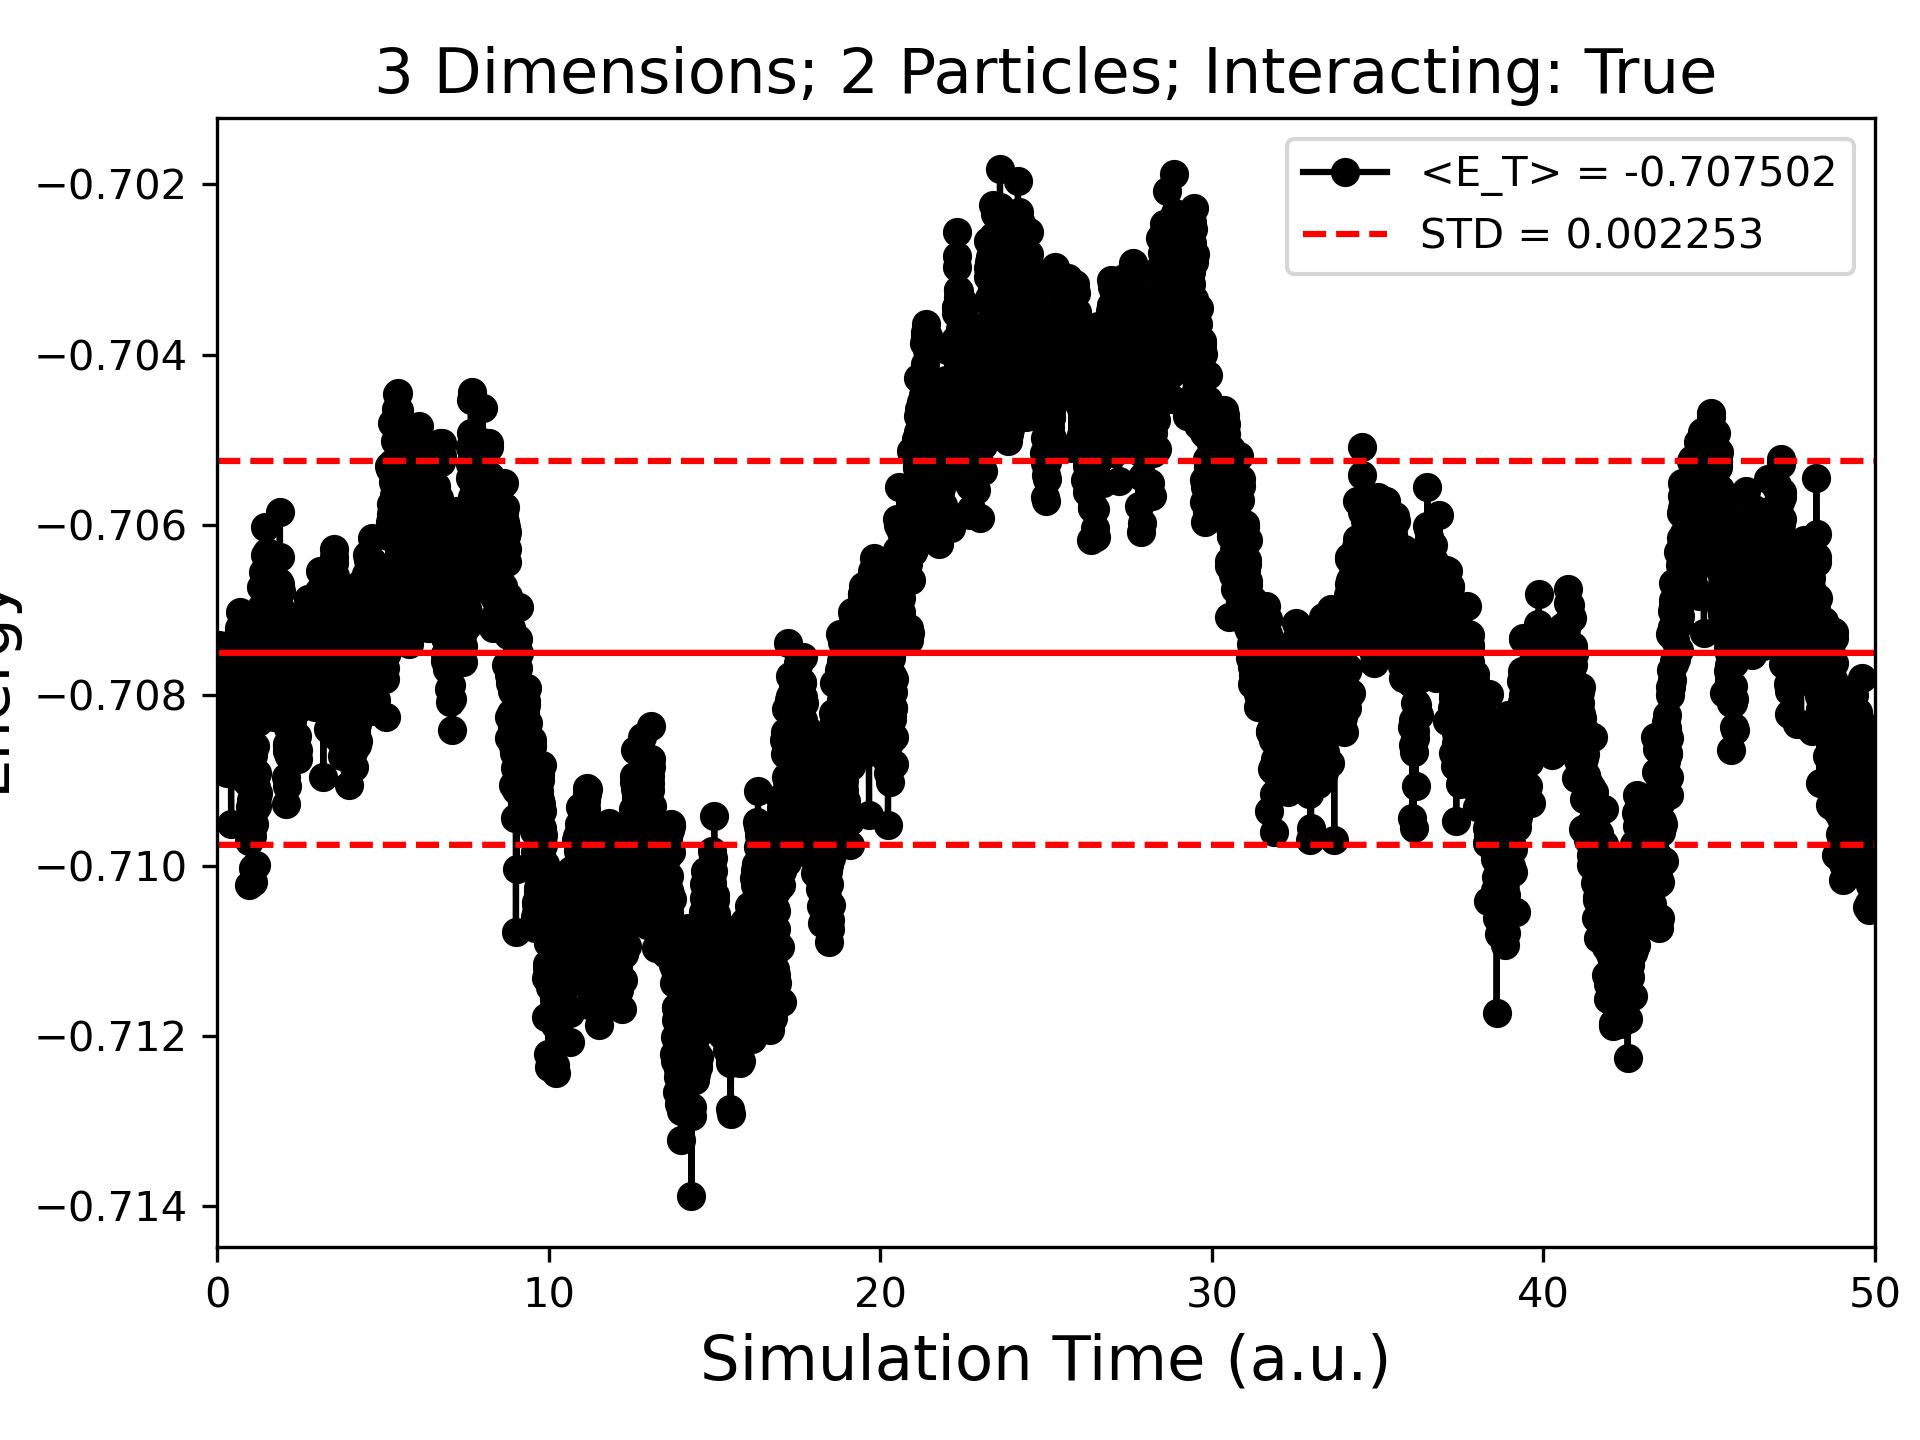 3 Dimensions; 2 Particles; Interacting: True
<E_T> = -0.707502
STD = 0.002253
−0.702
−0.704
−0.706
−0.708
−0.710
−0.712
−0.714
0 10 20 30 40 50
Simulation Time (a.u.)